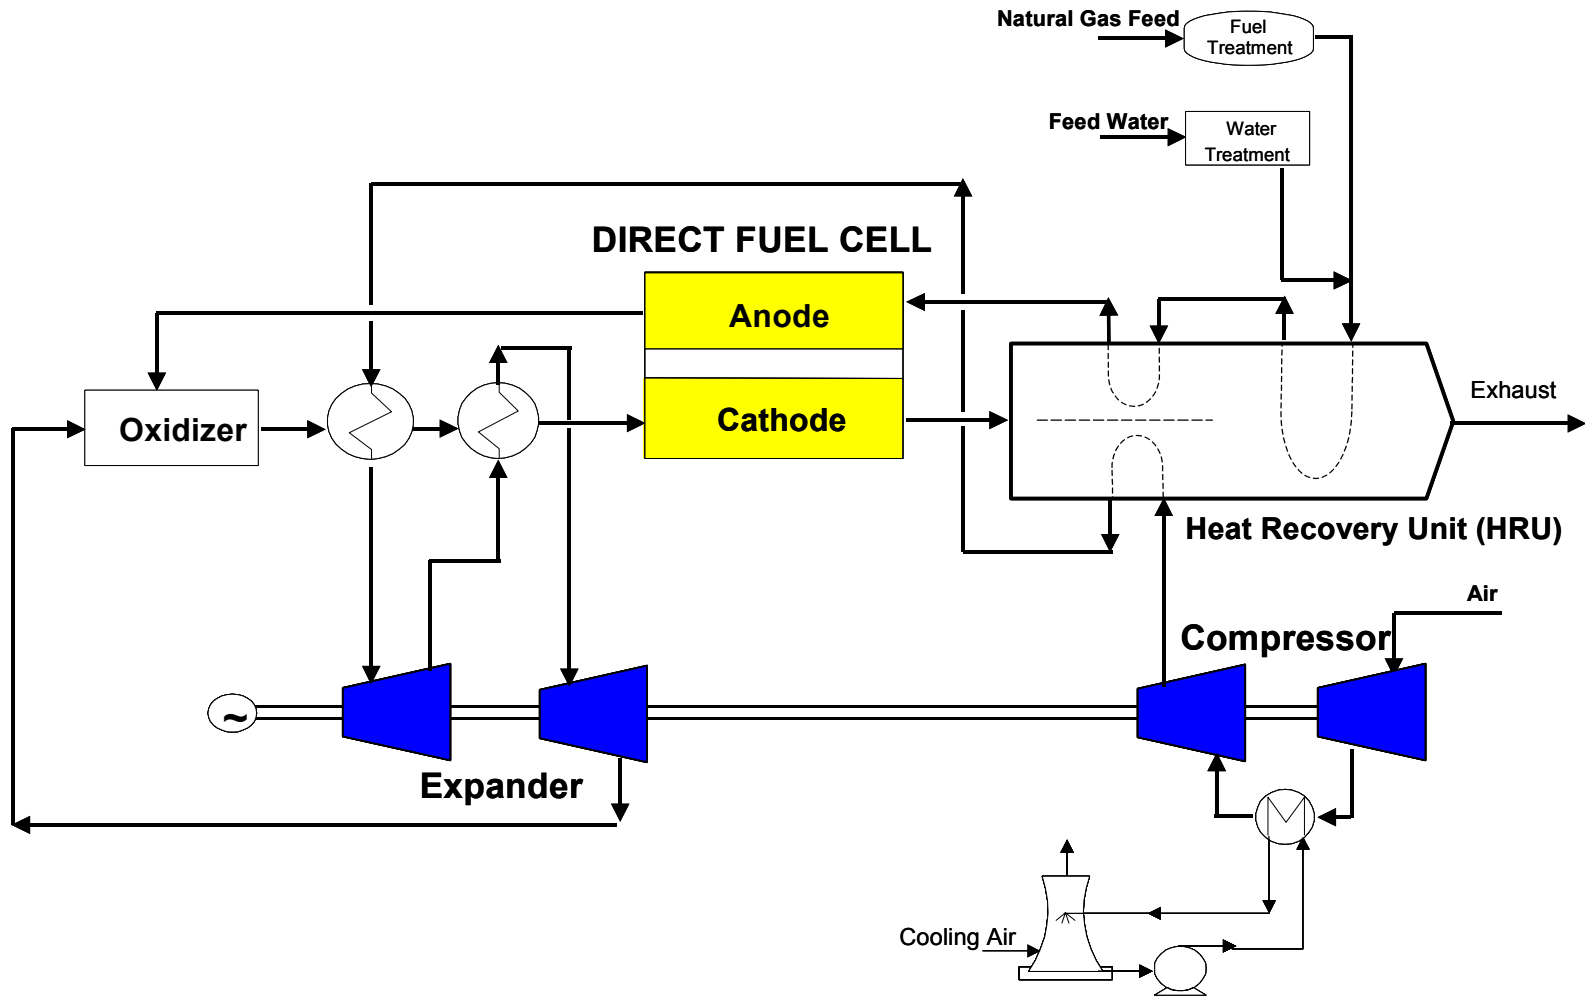 Natural Gas Feed
Fuel
Treatment
Feed Water
Water
Treatment
DIRECT FUEL CELL
Anode
Cathode
Oxidizer
Exhaust
Heat Recovery Unit (HRU)
Air
Compressor
~
Expander
Cooling Air